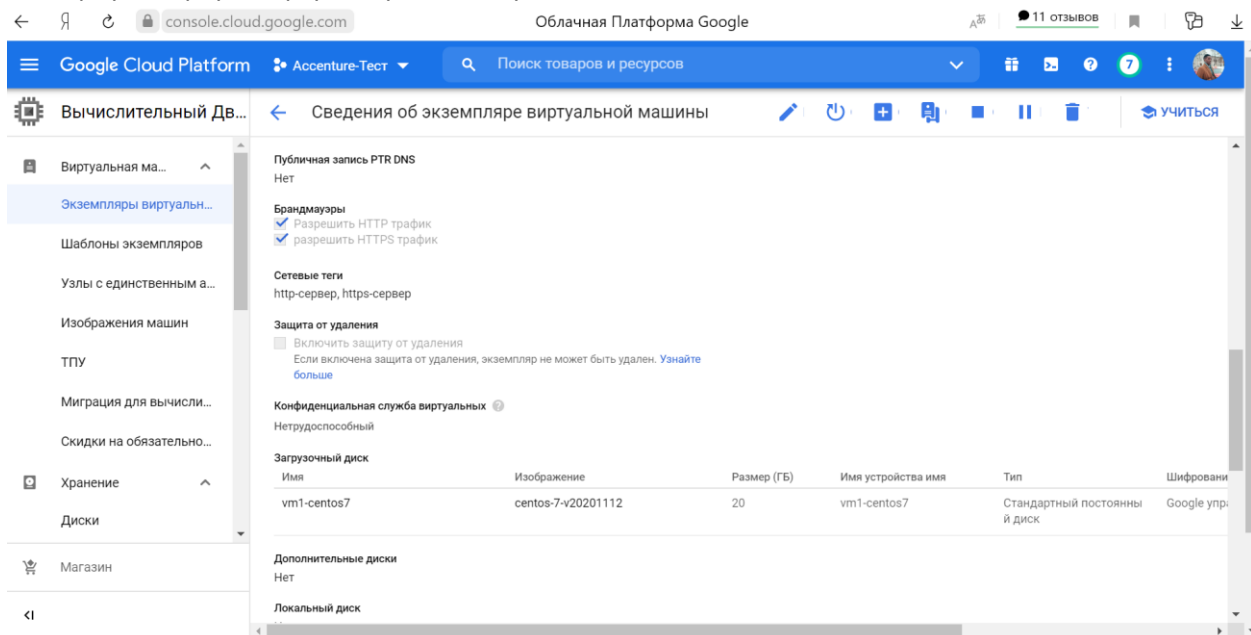 console.cloud.google.com
Облачная Платформа Google
11 отзывов
Google Cloud Platform
Accenture-Тест
Поиск товаров и ресурсов
7
Вычислительный Дв...
Сведения об экземпляре виртуальной машины
УЧИТЬСЯ
Виртуальная ма...
Экземпляры виртуальн...
Шаблоны экземпляров
Узлы с единственным а...
Изображения машин
ТПУ
Миграция для вычисли...
Скидки на обязательно...
Хранение
Диски
Магазин
Публичная запись PTR DNS
Нет
Брандмауэры
Разрешить HTTP трафик
разрешить HTTPS трафик
Сетевые теги
http-сервер, https-сервер
Защита от удаления
Включить защиту от удаления
Если включена защита от удаления, экземпляр не может быть удален. Узнайте
больше
Конфиденциальная служба виртуальных
Нетрудоспособный
Загрузочный диск
Имя Изображение Размер (ГБ) Имя устройства имя Тип Шифровани
vm1-centos7 centos-7-v20201112 20 vm1-centos7 Стандартный постоянны Google упра
й диск
Дополнительные диски
Нет
Локальный диск